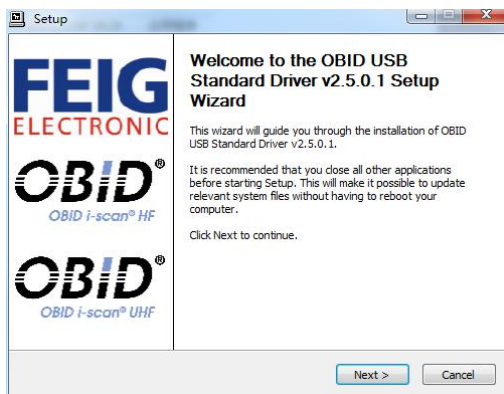 Setup
FEIG
ELECTRONIC
OBID®
OBID i-scan® HF
OBID®
OBID i-scan® UHF
Welcome to the OBID USB
Standard Driver v2.5.0.1 Setup
Wizard
This wizard will guide you through the installation of OBID
USB Standard Driver v2.5.0.1.
It is recommended that you close all other applications
before starting Setup. This will make it possible to update
relevant system files without having to reboot your
computer.
Click Next to continue.
Next >
Cancel